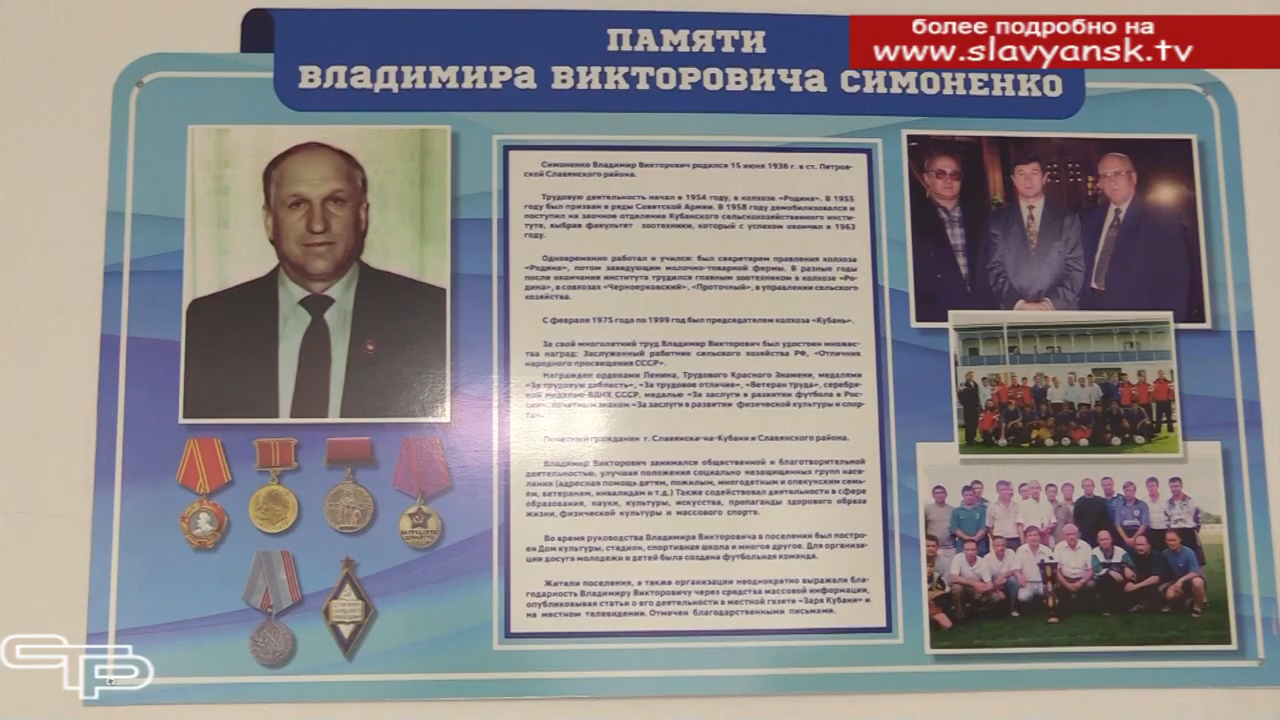 более подробно на
www.slavyansk.tv
ПАМЯТИ
ВЛАДИМИРА ВИКТОРОВИЧА СИМОНЕНКО
Симоненко Владимир Викторович родился 15 июня 1936 г. в ст. Петров-
ской Славянского района.
Трудовую деятельность начал в 1954 году, в колхозе «Родина». В 1955
году был призван в ряды Советской Армии. В 1958 году демобилизовался и
поступил на заочное отделение Кубанского сельскохозяйственного инсти-
тута, выбрав факультет зоотехники, который с успехом окончил в 1963
году.
Одновременно работал и учился: был секретарем правления колхоза
«Родина», потом заведующим молочно-товарной фермы. В разные годы
после окончания института трудился главным зоотехником в колхозе «Ро-
дина», в совхозах «Черноерковский», «Проточный», в управлении сельского
хозяйства.
С февраля 1975 года по 1999 год был председателем колхоза «Кубань».
За свой многолетний труд Владимир Викторович был удостоен множес-
тва наград: Заслуженный работник сельского хозяйства РФ, «Отличник
народного просвещения СССР».
Награжден орденами Ленина, Трудового Красного Знамени, медалями
«За трудовую доблесть», «За трудовое отличие», «Ветеран труда», серебря-
ной медалью ВДНХ СССР, медалью «За заслуги в развитии футбола в Рос-
сии», почетным знаком «За заслуги в развитии физической культуры и спор-
та».
Почетный гражданин г. Славянска-на-Кубани и Славянского района.
Владимир Викторович занимался общественной и благотворительной
деятельностью, улучшая положения социально незащищенных групп насе-
ления (адресная помощь детям, пожилым, многодетным и опекунским семь-
ям, ветеранам, инвалидам и т.д.) Также содействовал деятельности в сфере
образования, науки, культуры, искусства, пропаганды здорового образа
жизни, физической культуры и массового спорта.
Во время руководства Владимира Викторовича в поселении был постро-
ен Дом культуры, стадион, спортивная школа и многое другое. Для организа-
ции досуга молодежи и детей была создана футбольная команда.
Жители поселения, а также организации неоднократно выражали бла-
годарность Владимиру Викторовичу через средства массовой информации,
опубликовывая статьи о его деятельности в местной газете «Заря Кубани» и
на местном телевидении. Отмечен благодарственными письмами.
СТР